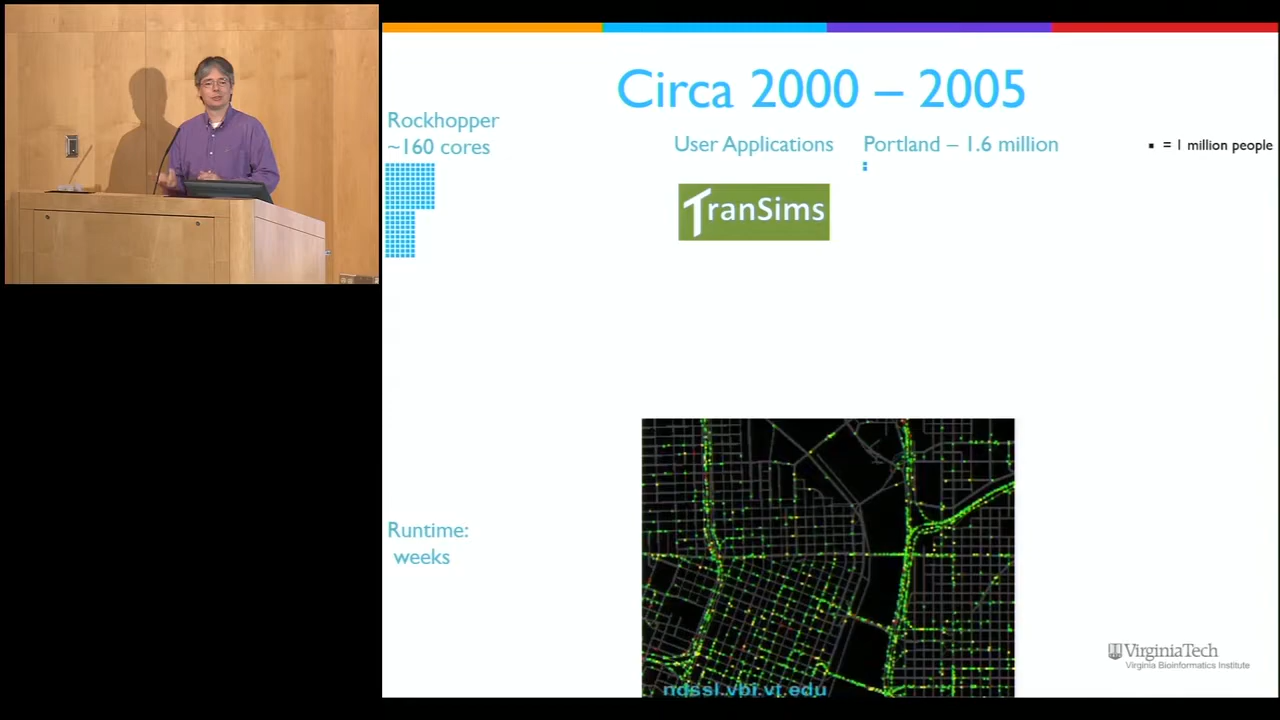 Circa 2000 – 2005
Rockhopper
~160 cores
User Applications
Portland – 1.6 million
= 1 million people
TranSims
Runtime:
weeks
ndssl.vbi.vt.edu
VirginiaTech
Virginia Bioinformatics Institute